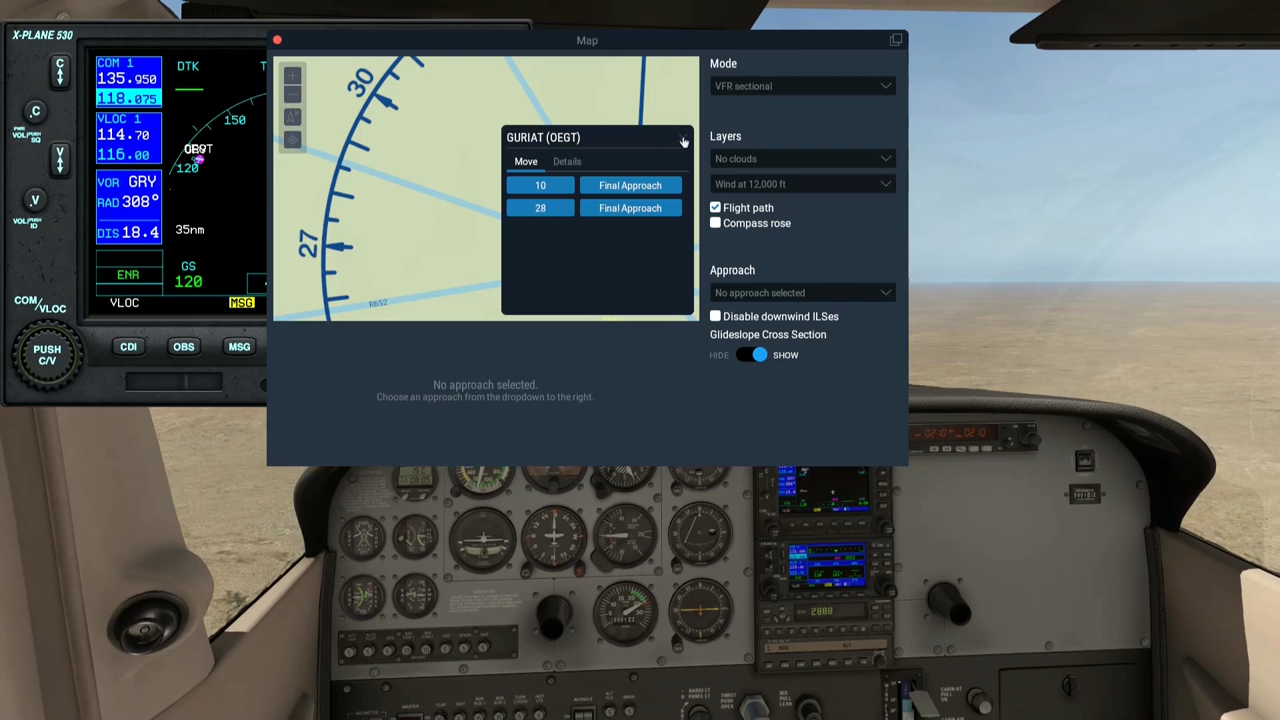 X-PLANE 530
COM 1
135.950
118.075
VLOC 1
114.70
116.00
VOR GRY
RAD 308°
DIS 18.4
ENR
VLOC
MSG
DTK
150
120
35nm
GS
120
C
V
COM/VLOC
PUSH
C/V
CDI
OBS
MSG
Map
30
27
R652
GURIAT (OEGT)
Move
Details
10
Final Approach
28
Final Approach
No approach selected.
Choose an approach from the dropdown to the right.
Mode
VFR sectional
Layers
No clouds
Wind at 12,000 ft
Flight path
Compass rose
Approach
No approach selected
Disable downwind ILSes
Glideslope Cross Section
HIDE
SHOW